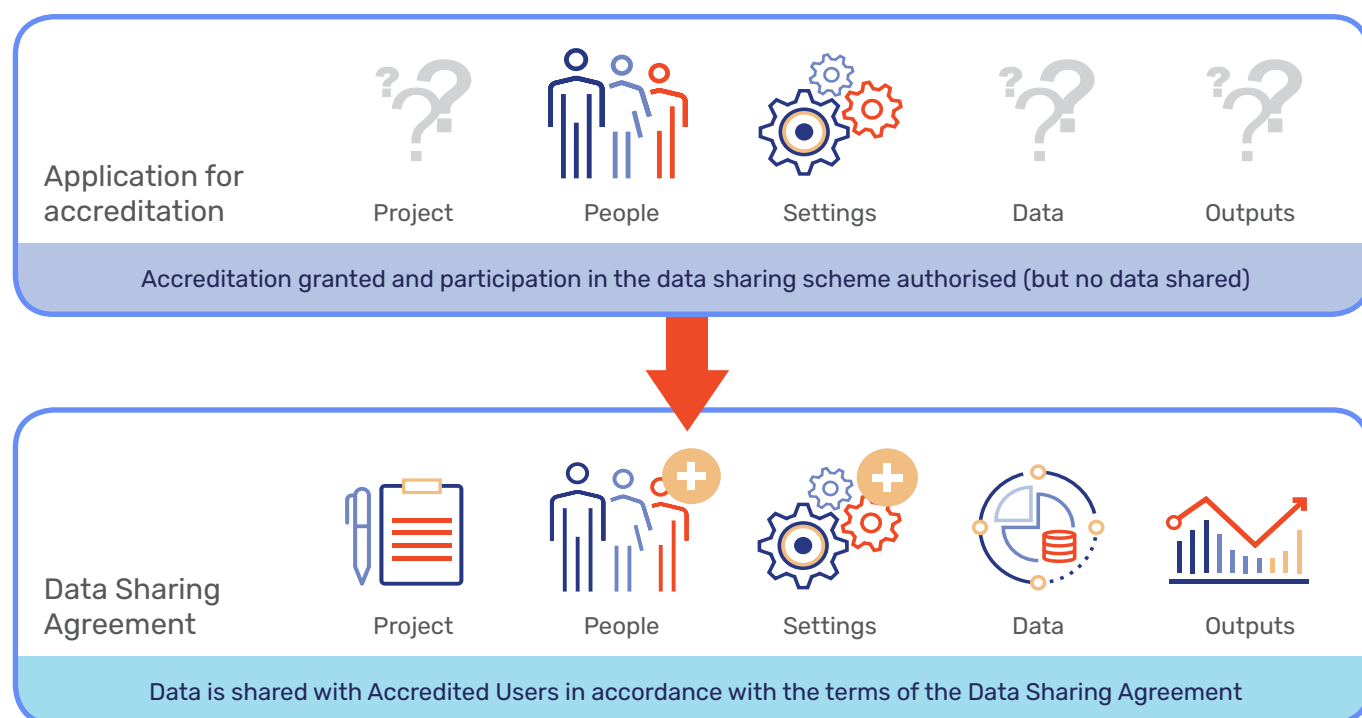 ? ? ?
? ? ?
? ? ?
Application for
accreditation
Project
People
Settings
Data
Outputs
Accreditation granted and participation in the data sharing scheme authorised (but no data shared)
Data Sharing
Agreement
Project
People
Settings
Data
Outputs
Data is shared with Accredited Users in accordance with the terms of the Data Sharing Agreement